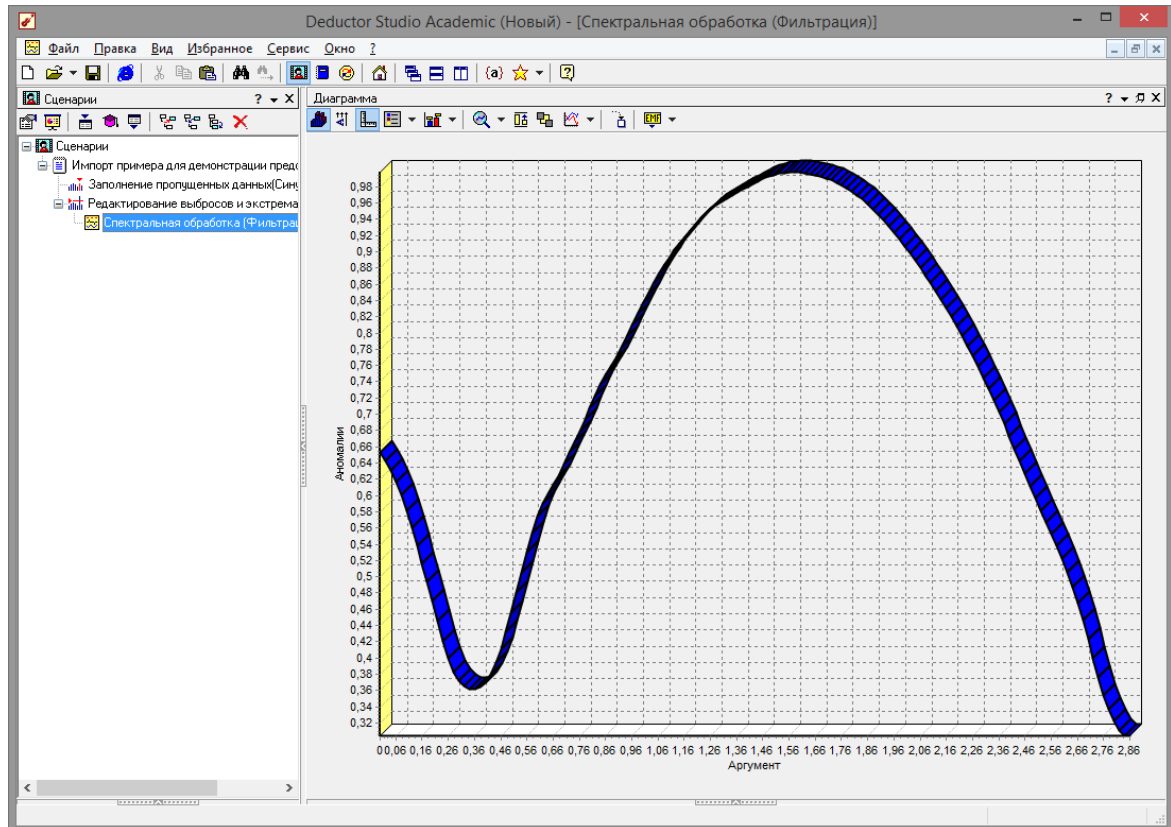 Deductor Studio Academic (Новый) - [Спектральная обработка (Фильтрация)]
Файл Правка Вид Избранное Сервис Окно ?
Сценарии
Сценарии
Импорт примера для демонстрации предо
Заполнение пропущенных данных(Сину
Редактирование выбросов и экстрема
Спектральная обработка (Фильтрац
Диаграмма
EMF
0,98
0,96
0,94
0,92
0,9
0,88
0,86
0,84
0,82
0,8
0,78
0,76
0,74
0,72
0,7
0,68
0,66
0,64
0,62
0,6
0,58
0,56
0,54
0,52
0,5
0,48
0,46
0,44
0,42
0,4
0,38
0,36
0,34
0,32
Аномалии
0 0,06 0,16 0,26 0,36 0,46 0,56 0,66 0,76 0,86 0,96 1,06 1,16 1,26 1,36 1,46 1,56 1,66 1,76 1,86 1,96 2,06 2,16 2,26 2,36 2,46 2,56 2,66 2,76 2,86
Аргумент